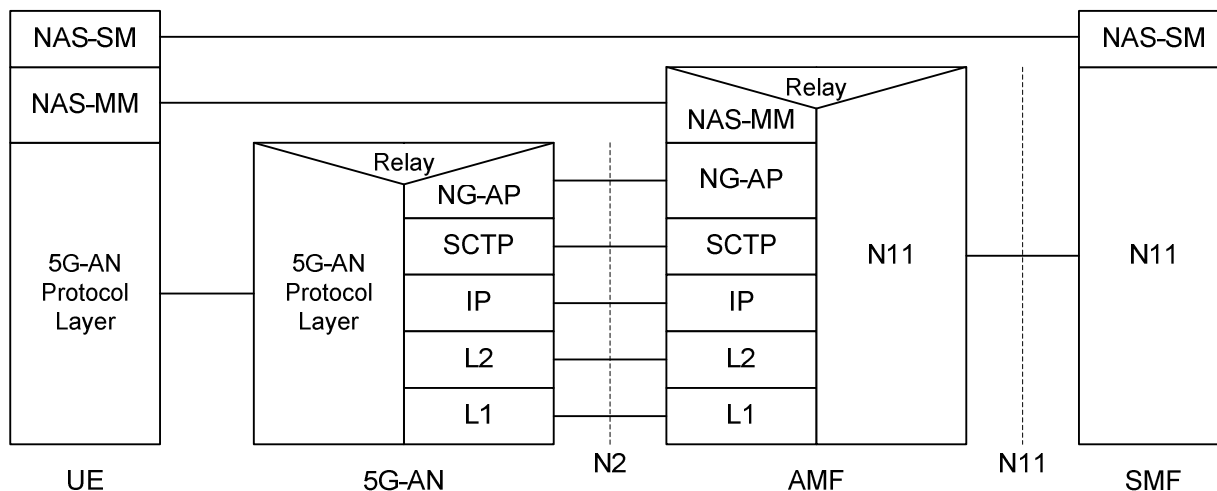 NAS-SM
NAS-SM
NAS-MM
Relay
NAS-MM
Relay
NG-AP
NG-AP
SCTP
SCTP
N11
N11
5G-AN
Protocol
Layer
5G-AN
Protocol
Layer
IP
IP
L2
L2
L1
L1
N2
N11
UE
5G-AN
AMF
SMF